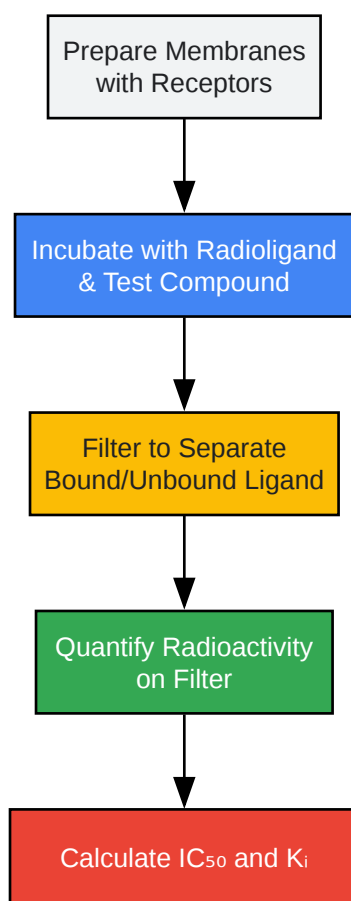 Prepare Membranes
with Receptors
Incubate with Radioligand
& Test Compound
Filter to Separate
Bound/Unbound Ligand
Quantify Radioactivity
on Filter
Calculate IC₅₀ and Kᵢ